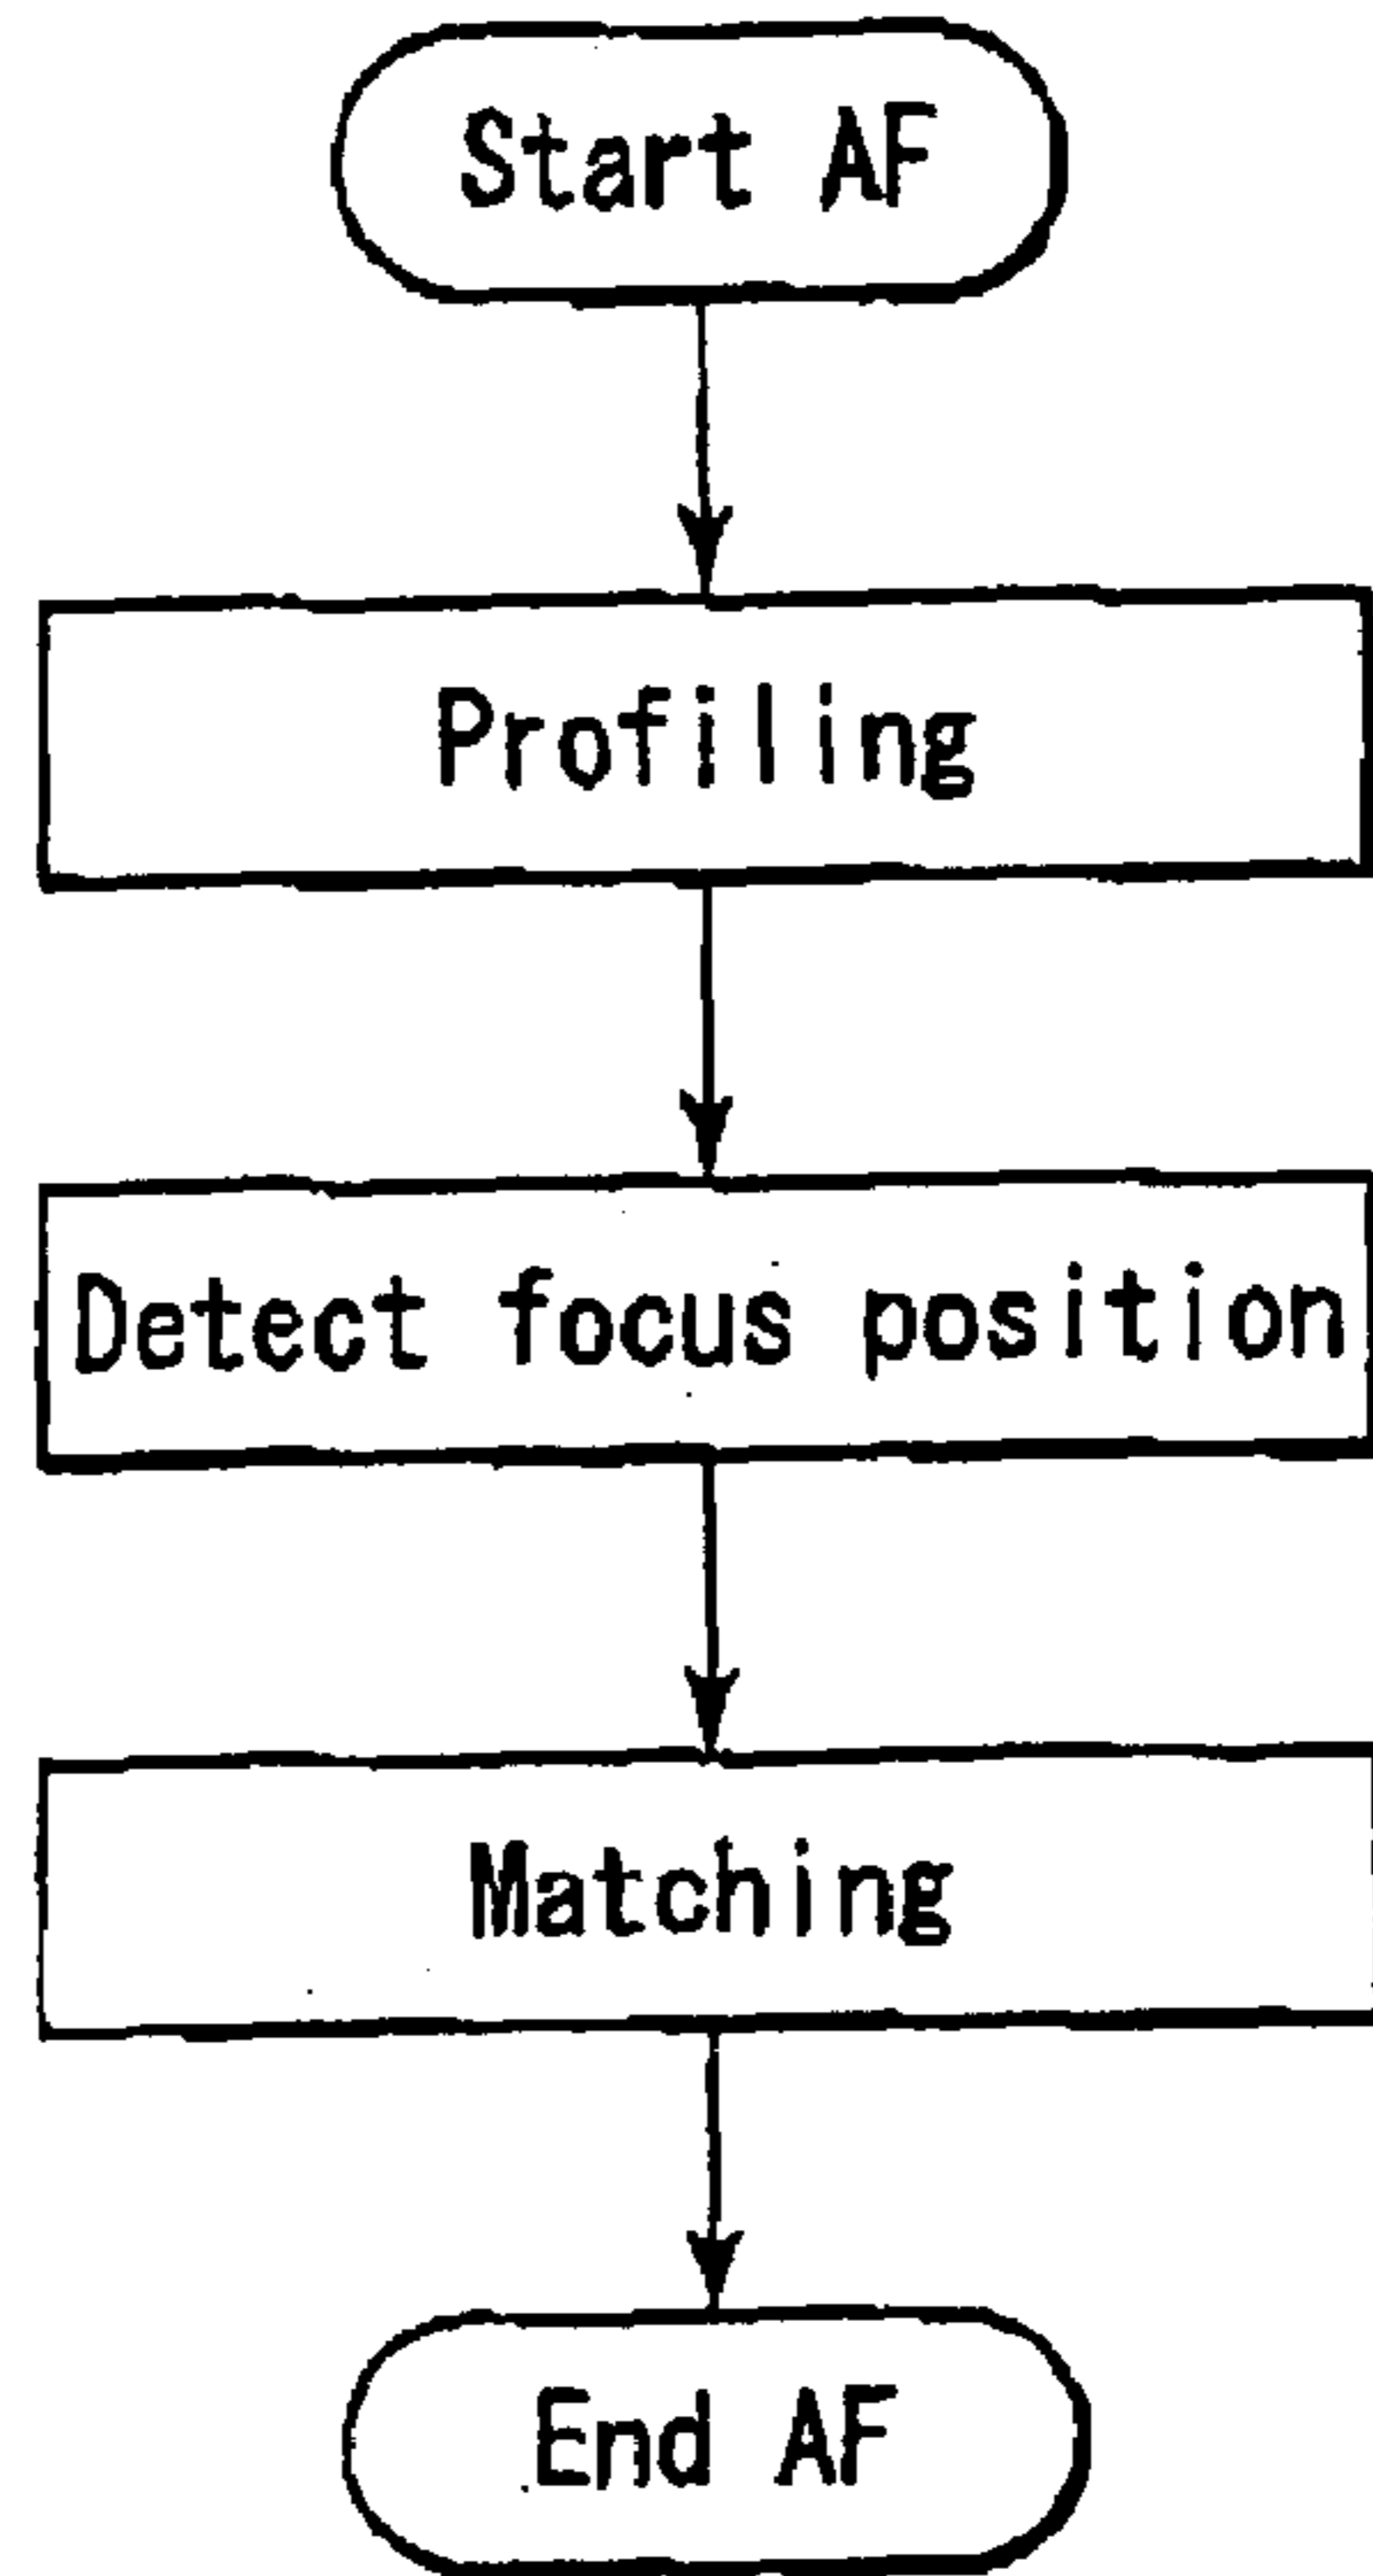 Start AF
Profiling
Detect focus position
Matching
End AF